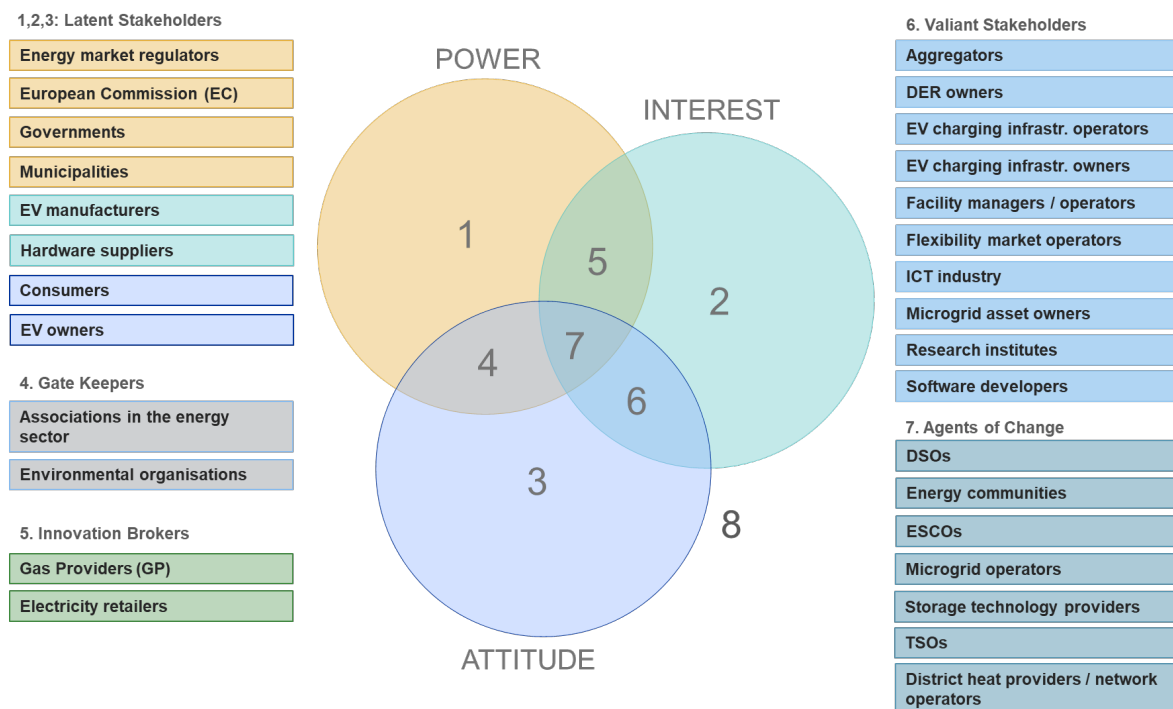 1,2,3: Latent Stakeholders
Energy market regulators
European Commission (EC)
Governments
Municipalities
EV manufacturers
Hardware suppliers
Consumers
EV owners
4. Gate Keepers
Associations in the energy
sector
Environmental organisations
5. Innovation Brokers
Gas Providers (GP)
Electricity retailers
POWER
INTEREST
1
5
2
4
7
6
3
8
ATTITUDE
6. Valiant Stakeholders
Aggregators
DER owners
EV charging infrastr. operators
EV charging infrastr. owners
Facility managers / operators
Flexibility market operators
ICT industry
Microgrid asset owners
Research institutes
Software developers
7. Agents of Change
DSOs
Energy communities
ESCOs
Microgrid operators
Storage technology providers
TSOs
District heat providers / network
operators